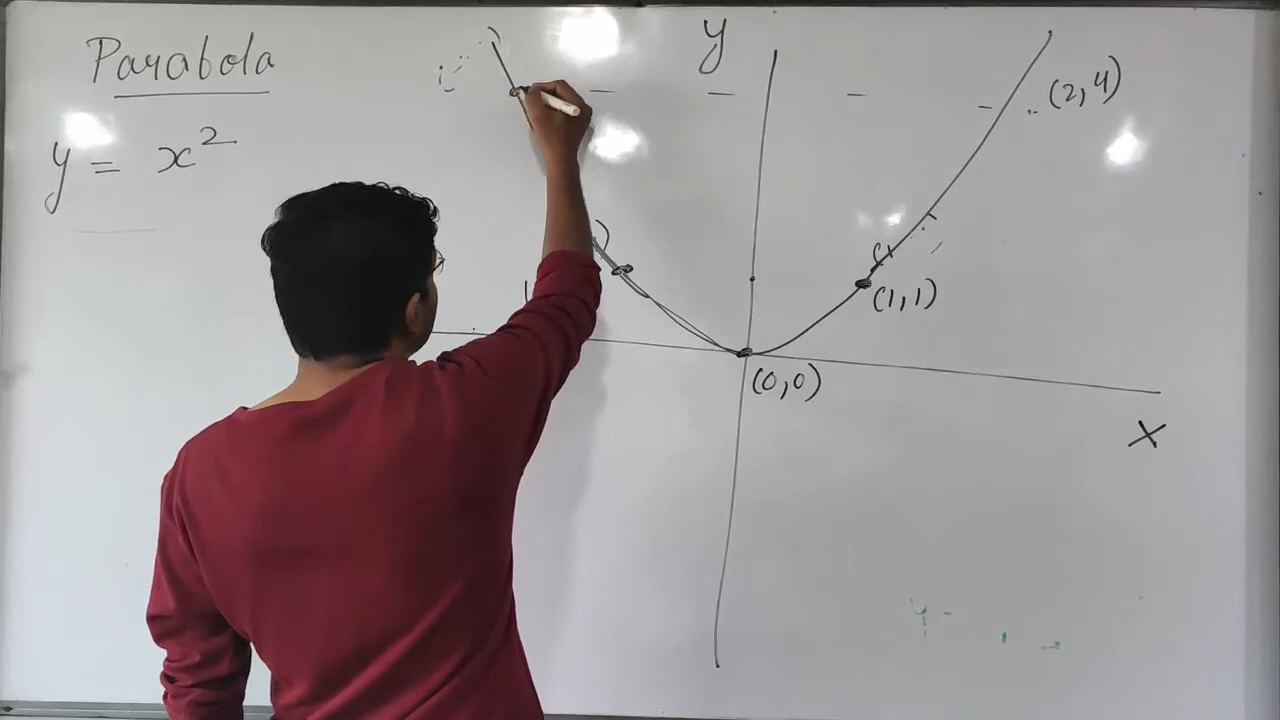 Parabola
y = x²
y
(2,4)
(1,1)
(0,0)
X